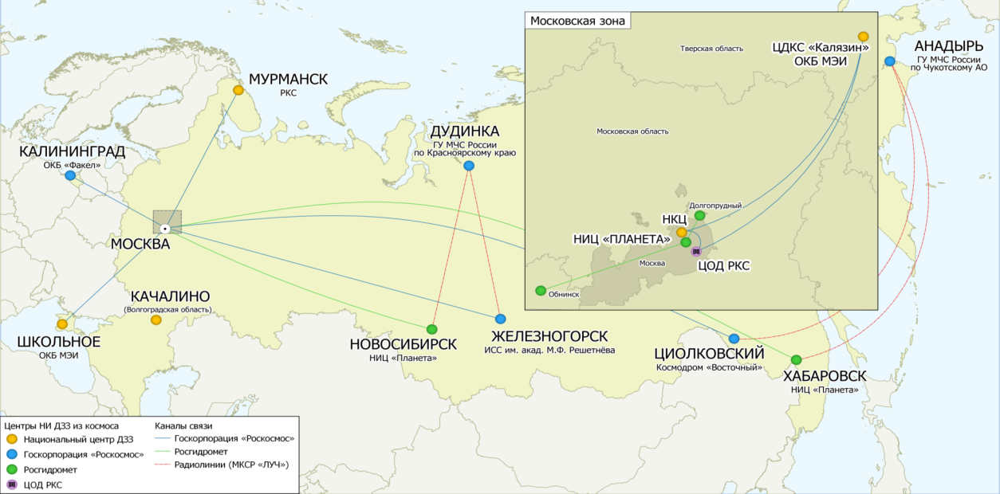 Московская зона
Тверская область
ЦДКС «Калязин»
ОКБ МЭИ
АНАДЫРЬ
ГУ МЧС России
по Чукотскому АО
МУРМАНСК
РКС
Московская область
ДУДИНКА
ГУ МЧС России
по Красноярскому краю
КАЛИНИНГРАД
ОКБ «Факел»
Долгопрудный
НКЦ
НИЦ «ПЛАНЕТА»
МОСКВА
Москва
ЦОД РКС
Обнинск
КАЧАЛИНО
(Волгоградская область)
ШКОЛЬНОЕ
ОКБ МЭИ
НОВОСИБИРСК
НИЦ «Планета»
ЖЕЛЕЗНОГОРСК
ИСС им. акад. М.Ф. Решетнёва
ЦИОЛКОВСКИЙ
Космодром «Восточный»
ХАБАРОВСК
НИЦ «Планета»
Центры НИ ДЗЗ из космоса
Национальный центр ДЗЗ
Госкорпорация «Роскосмос»
Росгидромет
ЦОД РКС
Каналы связи
Госкорпорация «Роскосмос»
Росгидромет
Радиолинии (МКСР «ЛУЧ»)